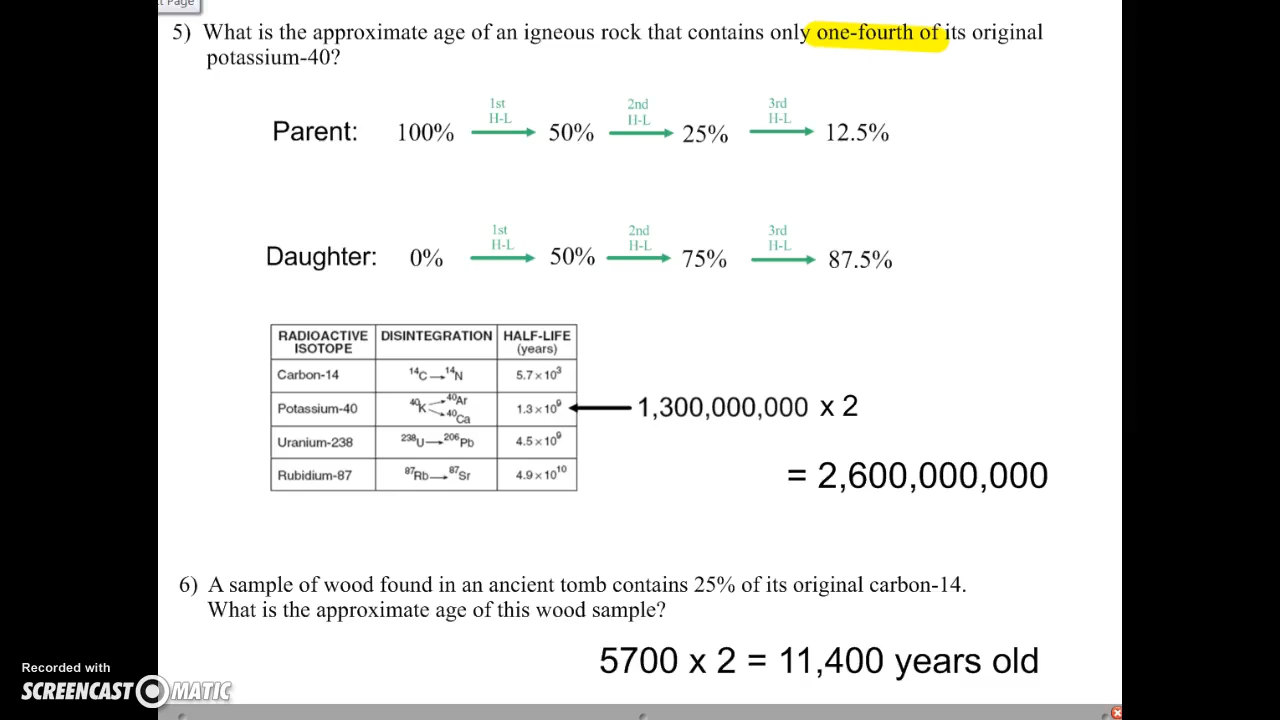 t Page
5) What is the approximate age of an igneous rock that contains only one-fourth of its original
potassium-40?
1st H-L 2nd H-L 3rd H-L
Parent: 100% 50% 25% 12.5%
1st H-L 2nd H-L 3rd H-L
Daughter: 0% 50% 75% 87.5%
RADIOACTIVE ISOTOPE DISINTEGRATION HALF-LIFE (years)
Carbon-14 ¹⁴C→¹⁴N 5.7 × 10³
Potassium-40 ⁴⁰K→⁴⁰Ar →⁴⁰Ca 1.3 × 10⁹ 1,300,000,000 x 2
Uranium-238 ²³⁸U→²⁰⁶Pb 4.5 × 10⁹
Rubidium-87 ⁸⁷Rb→⁸⁷Sr 4.9 × 10¹⁰
= 2,600,000,000
6) A sample of wood found in an ancient tomb contains 25% of its original carbon-14.
What is the approximate age of this wood sample?
5700 x 2 = 11,400 years old
Recorded with
SCREENCAST MATIC